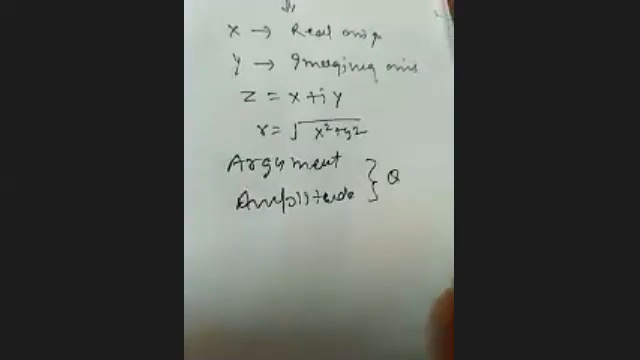 x → Real axis
y → Imaginary axis
z = x + iy
r = √x²+y²
Argument
Amplitude } θ